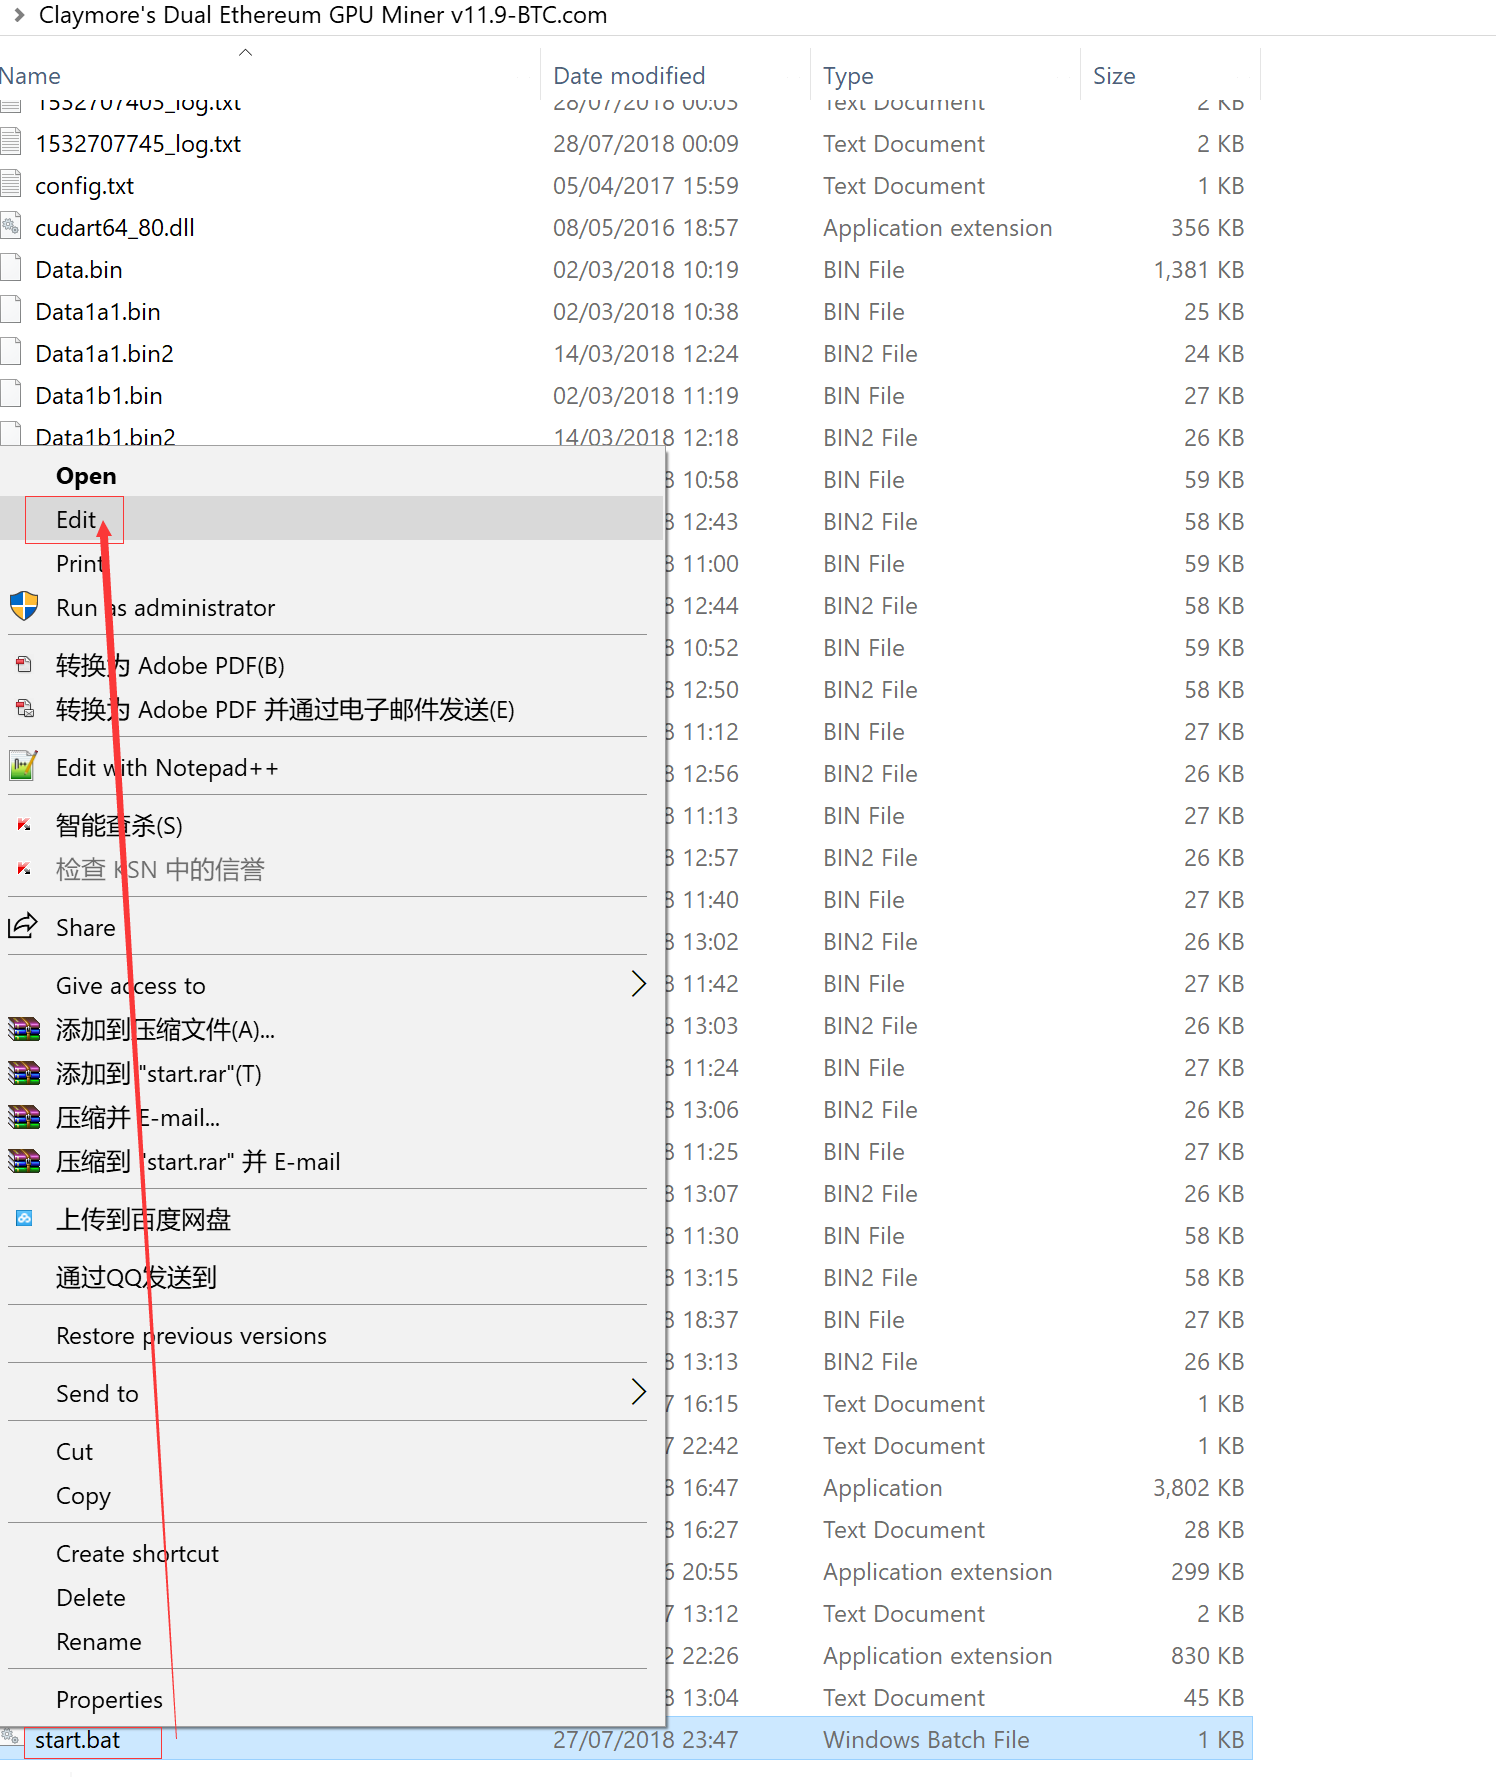 Claymore's Dual Ethereum GPU Miner v11.9-BTC.com
Name Date modified Type Size
1532707403_log.txt 28/07/2018 00:03 Text Document 2 KB
1532707745_log.txt 28/07/2018 00:09 Text Document 2 KB
config.txt 05/04/2017 15:59 Text Document 1 KB
cudart64_80.dll 08/05/2016 18:57 Application extension 356 KB
Data.bin 02/03/2018 10:19 BIN File 1,381 KB
Data1a1.bin 02/03/2018 10:38 BIN File 25 KB
Data1a1.bin2 14/03/2018 12:24 BIN2 File 24 KB
Data1b1.bin 02/03/2018 11:19 BIN File 27 KB
Data1b1.bin2 14/03/2018 12:18 BIN2 File 26 KB
8 10:58 BIN File 59 KB
8 12:43 BIN2 File 58 KB
8 11:00 BIN File 59 KB
8 12:44 BIN2 File 58 KB
8 10:52 BIN File 59 KB
8 12:50 BIN2 File 58 KB
8 11:12 BIN File 27 KB
8 12:56 BIN2 File 26 KB
8 11:13 BIN File 27 KB
8 12:57 BIN2 File 26 KB
8 11:40 BIN File 27 KB
8 13:02 BIN2 File 26 KB
8 11:42 BIN File 27 KB
8 13:03 BIN2 File 26 KB
8 11:24 BIN File 27 KB
8 13:06 BIN2 File 26 KB
8 11:25 BIN File 27 KB
8 13:07 BIN2 File 26 KB
8 11:30 BIN File 58 KB
8 13:15 BIN2 File 58 KB
8 18:37 BIN File 27 KB
8 13:13 BIN2 File 26 KB
7 16:15 Text Document 1 KB
7 22:42 Text Document 1 KB
8 16:47 Application 3,802 KB
8 16:27 Text Document 28 KB
6 20:55 Application extension 299 KB
7 13:12 Text Document 2 KB
2 22:26 Application extension 830 KB
8 13:04 Text Document 45 KB
Open
Edit
Print
Run as administrator
转换为 Adobe PDF(B)
转换为 Adobe PDF 并通过电子邮件发送(E)
Edit with Notepad++
智能查杀(S)
检查 KSN 中的信誉
Share
Give access to
添加到压缩文件(A)...
添加到 "start.rar"(T)
压缩并 E-mail...
压缩到 "start.rar" 并 E-mail
上传到百度网盘
通过QQ发送到
Restore previous versions
Send to
Cut
Copy
Create shortcut
Delete
Rename
Properties
start.bat 27/07/2018 23:47 Windows Batch File 1 KB